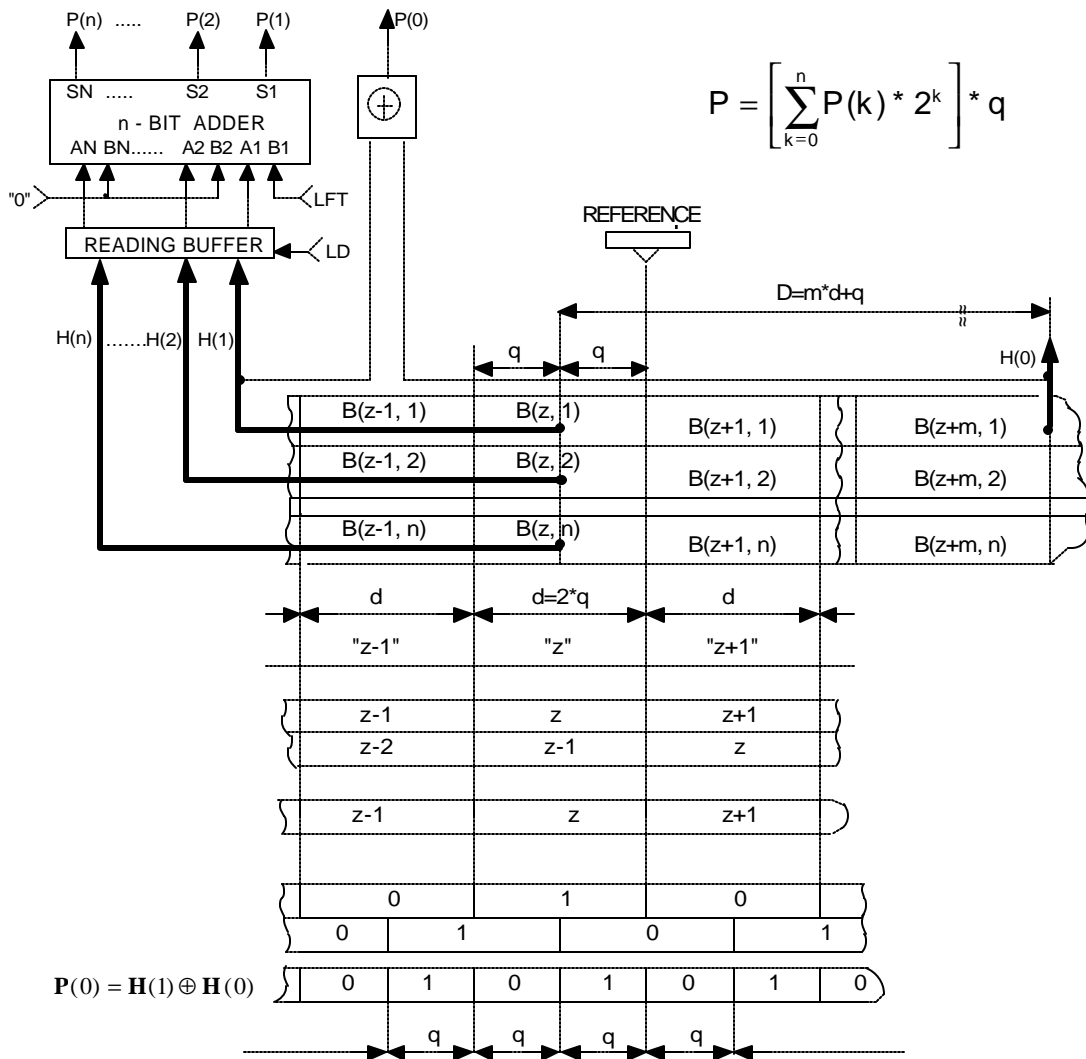 P(n) ..... P(2) P(1) P(0)
SN ..... S2 S1
n - BIT ADDER
AN BN...... A2 B2 A1 B1
"0" LFT
READING BUFFER
LD
P = [ ∑ P(k) * 2^k ] * q
n
k=0
REFERENCE
D=m*d+q
H(n) .......H(2) H(1) H(0)
q q
B(z-1, 1) B(z, 1) B(z+1, 1) B(z+m, 1)
B(z-1, 2) B(z, 2) B(z+1, 2) B(z+m, 2)
B(z-1, n) B(z, n) B(z+1, n) B(z+m, n)
d d=2*q d
"z-1" "z" "z+1"
z-1 z z+1
z-2 z-1 z
z-1 z z+1
0 1 0
0 1 0 1
P(0) = H(1) ⊕ H(0) 0 1 0 1 0 1 0
q q q q